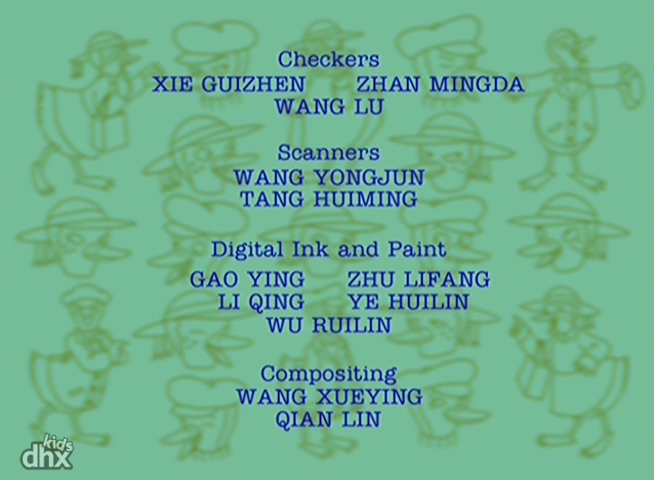 Checkers
XIE GUIZHEN ZHAN MINGDA
WANG LU
Scanners
WANG YONGJUN
TANG HUIMING
Digital Ink and Paint
GAO YING ZHU LIFANG
LI QING YE HUILIN
WU RUILIN
Compositing
WANG XUEYING
QIAN LIN
kids
dhx